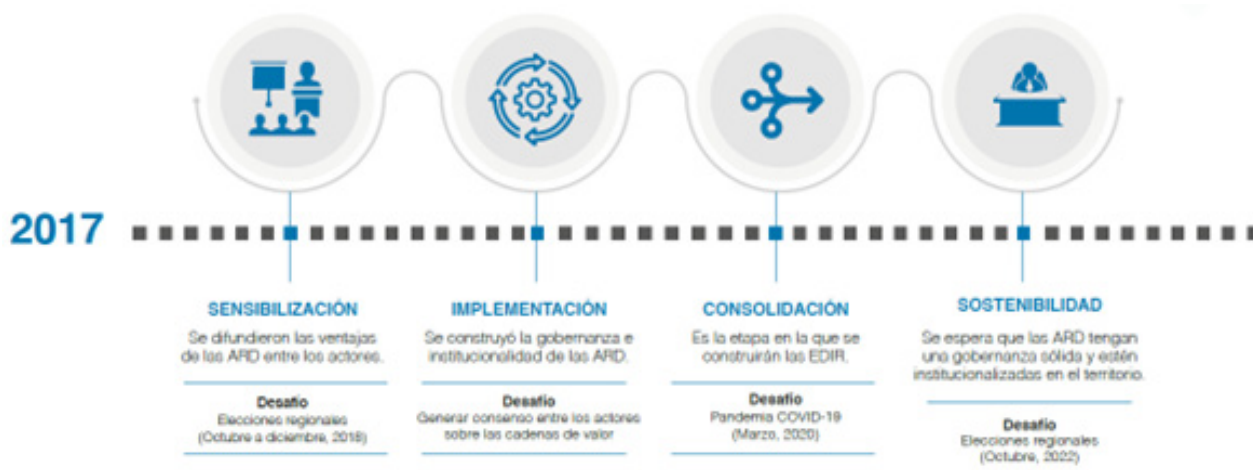 2017
SENSIBILIZACIÓN
Se difundieron las ventajas
de las ARD entre los actores.
Desafío
Elecciones regionales
(Octubre a diciembre, 2018)
IMPLEMENTACIÓN
Se construyó la gobernanza e
institucionalidad de las ARD.
Desafío
Generar consenso entre los actores
sobre las cadenas de valor
CONSOLIDACIÓN
Es la etapa en la que se
construirán las EDIR.
Desafío
Pandemia COVID-19
(Marzo, 2020)
SOSTENIBILIDAD
Se espera que las ARD tengan
una gobernanza sólida y estén
institucionalizadas en el territorio.
Desafío
Elecciones regionales
(Octubre, 2022)